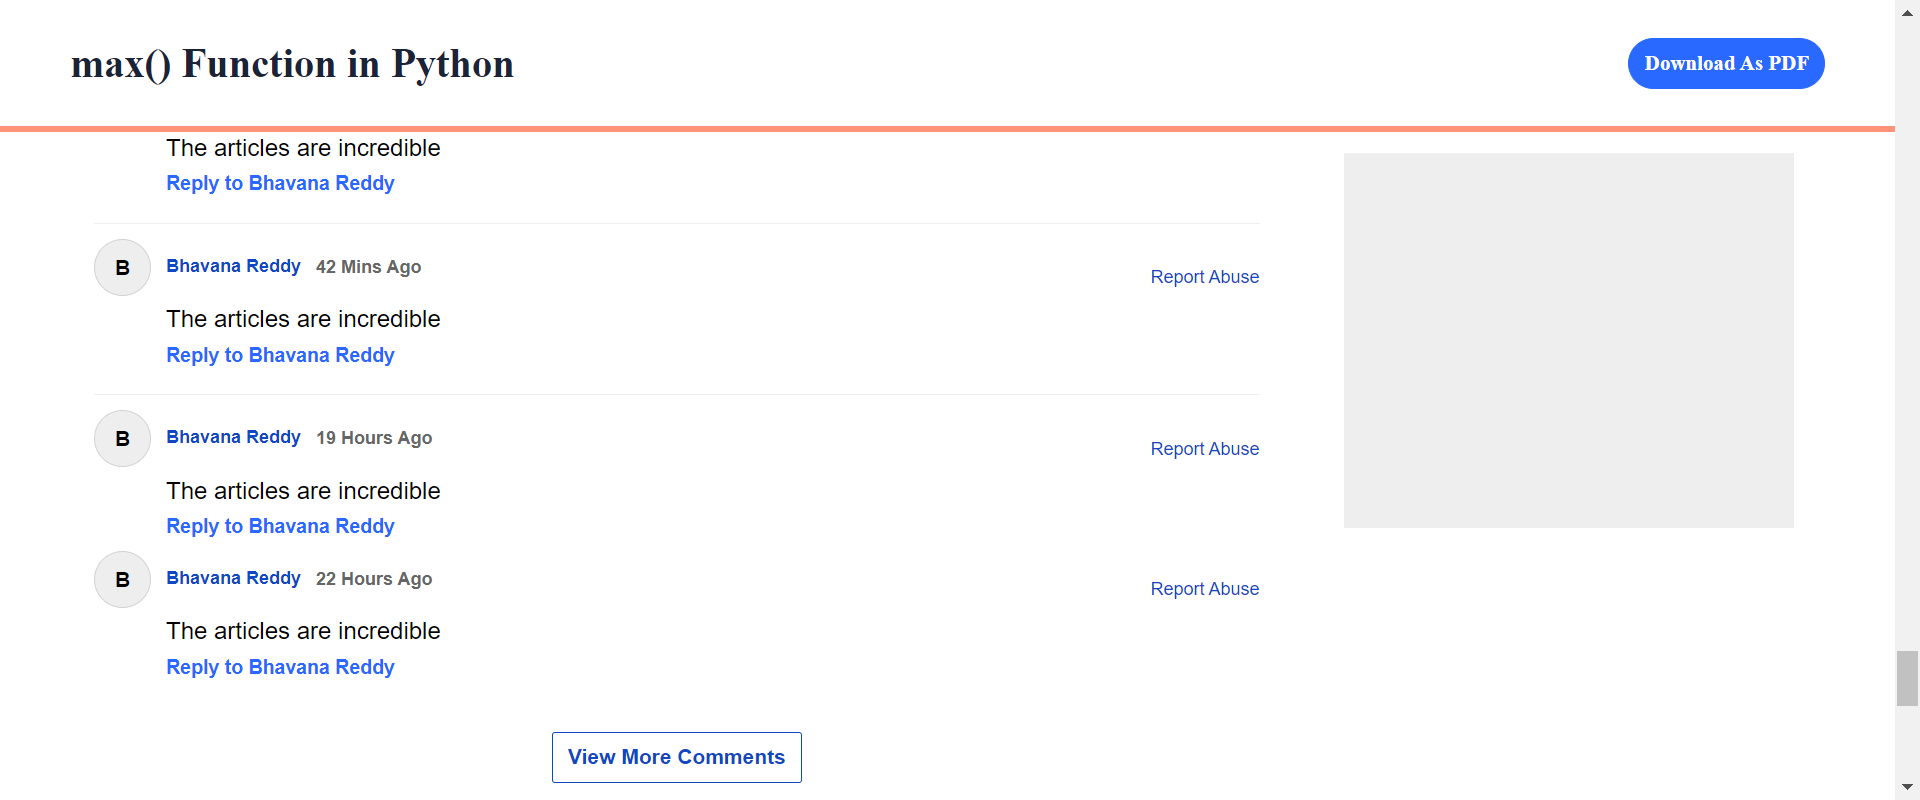 max() Function in Python
Download As PDF
The articles are incredible
Reply to Bhavana Reddy
B
Bhavana Reddy 42 Mins Ago
Report Abuse
The articles are incredible
Reply to Bhavana Reddy
B
Bhavana Reddy 19 Hours Ago
Report Abuse
The articles are incredible
Reply to Bhavana Reddy
B
Bhavana Reddy 22 Hours Ago
Report Abuse
The articles are incredible
Reply to Bhavana Reddy
View More Comments